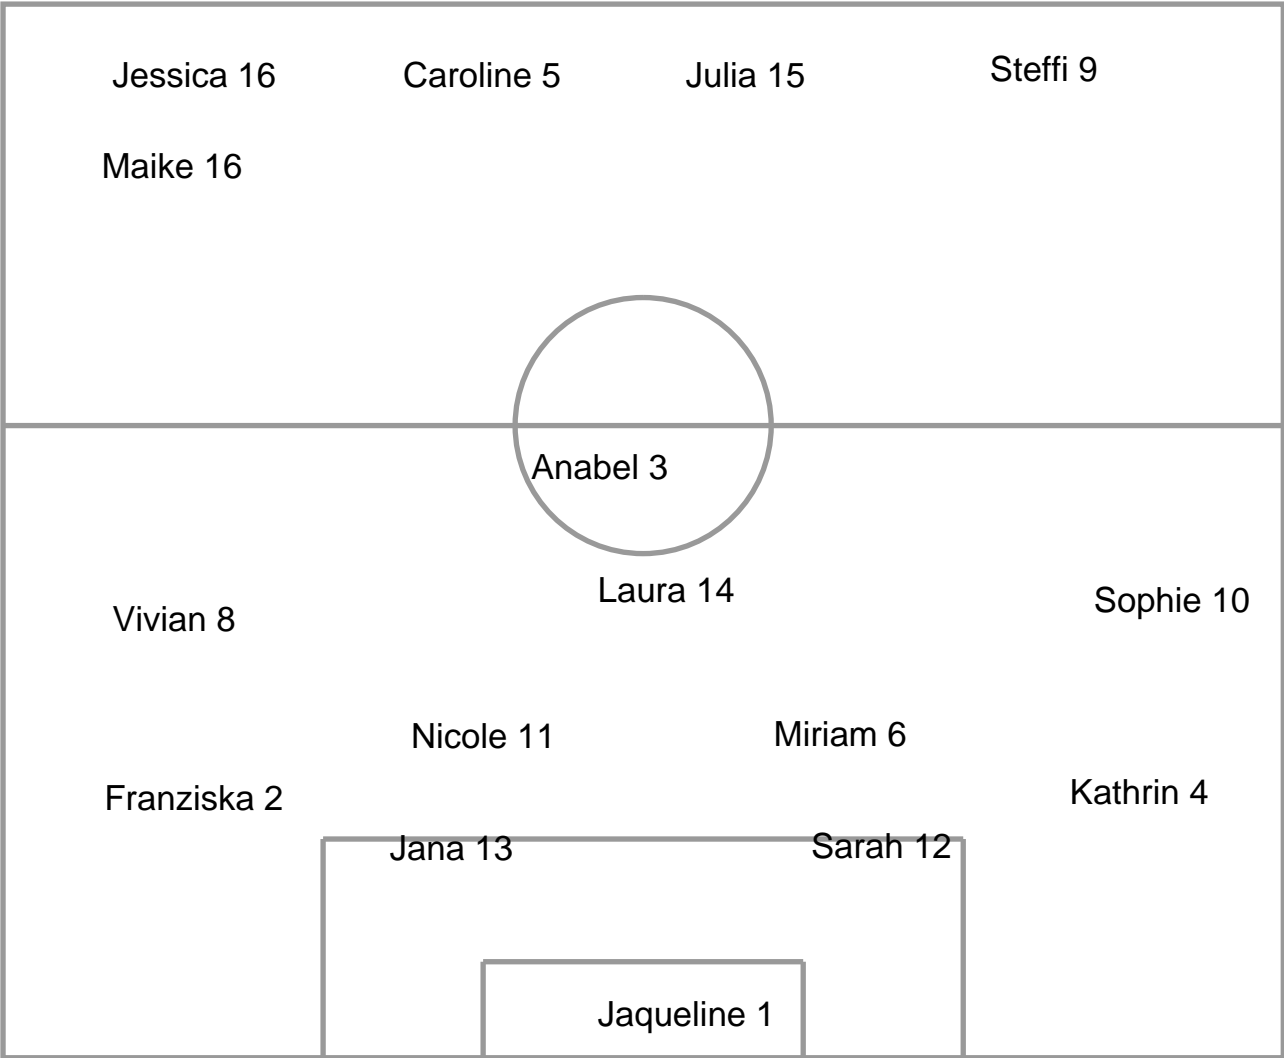 Jessica 16
Caroline 5
Julia 15
Steffi 9
Maike 16
Anabel 3
Laura 14
Vivian 8
Sophie 10
Nicole 11
Miriam 6
Franziska 2
Kathrin 4
Jana 13
Sarah 12
Jaqueline 1